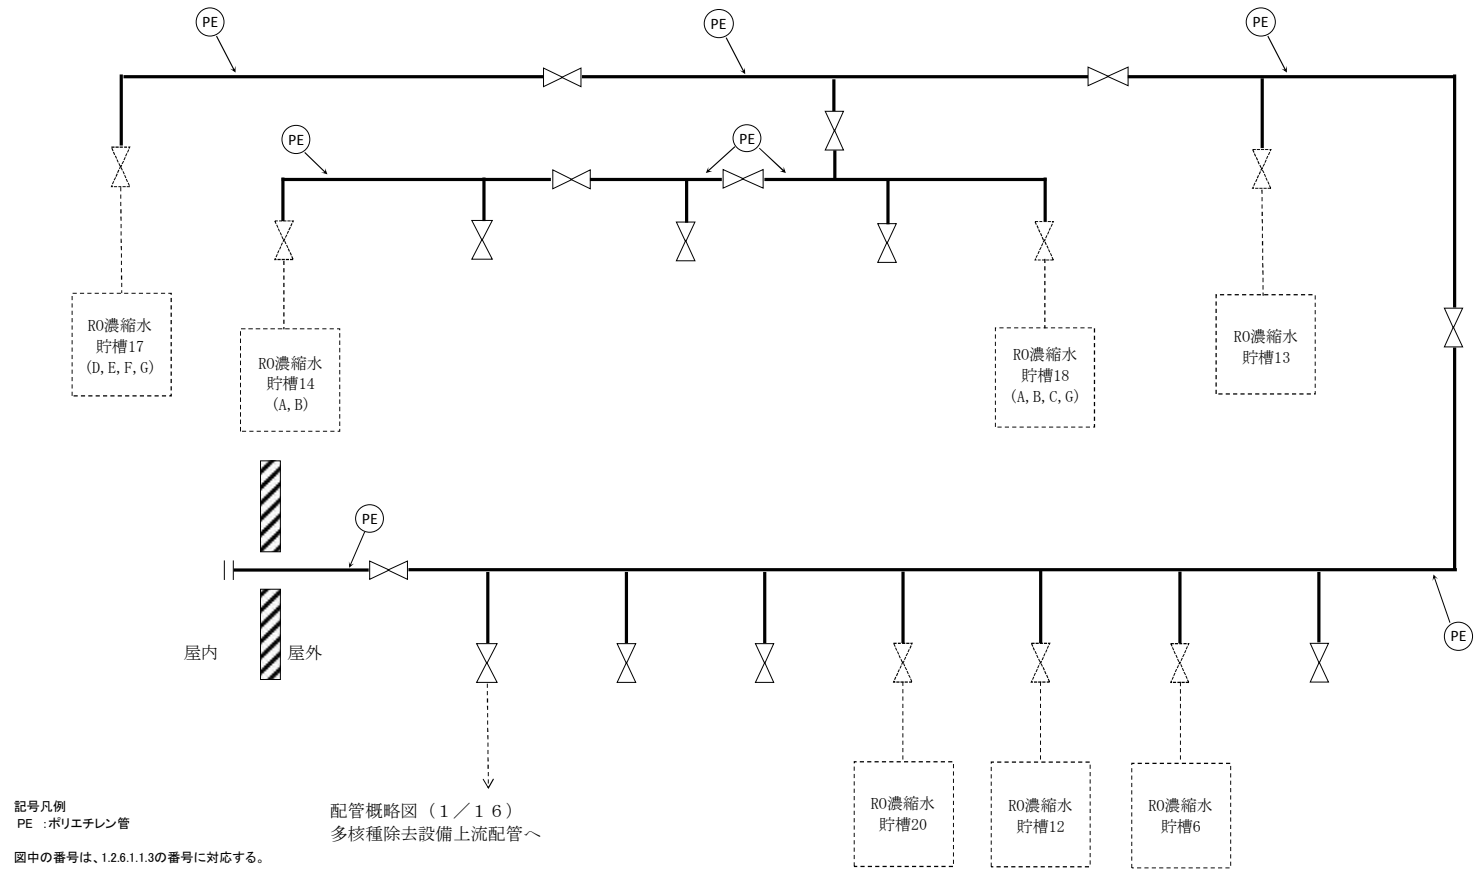 PE
PE
PE
PE
PE
RO濃縮水
貯槽17
(D,E,F,G)
RO濃縮水
貯槽14
(A,B)
RO濃縮水
貯槽18
(A,B,C,G)
RO濃縮水
貯槽13
PE
屋内
屋外
PE
RO濃縮水
貯槽20
RO濃縮水
貯槽12
RO濃縮水
貯槽6
配管概略図（１／１６）
多核種除去設備上流配管へ
記号凡例
PE ：ポリエチレン管
図中の番号は、1.2.6.1.1.3の番号に対応する。